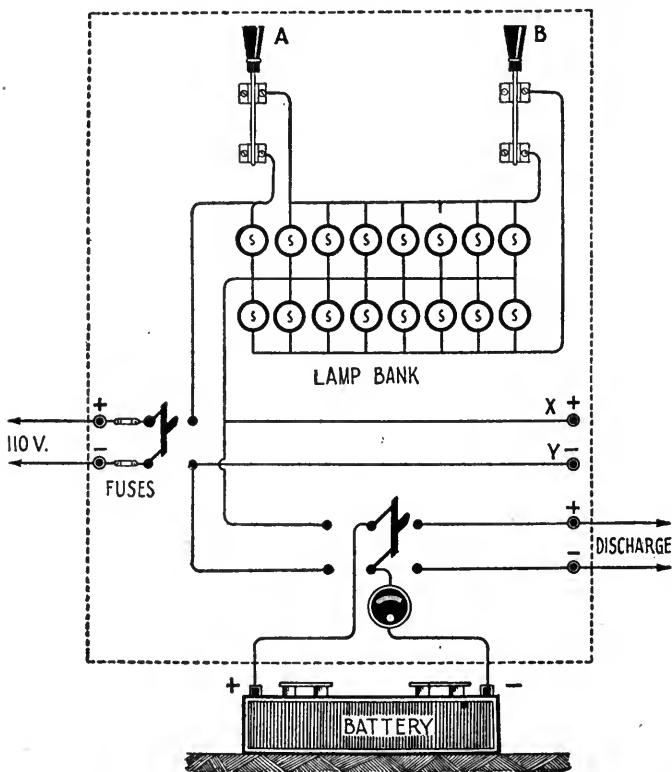 A
B
S S S S S S S S
S S S S S S S S
LAMP BANK
+
X +
110 V.
-
Y -
FUSES
+
DISCHARGE
-
+
-
BATTERY